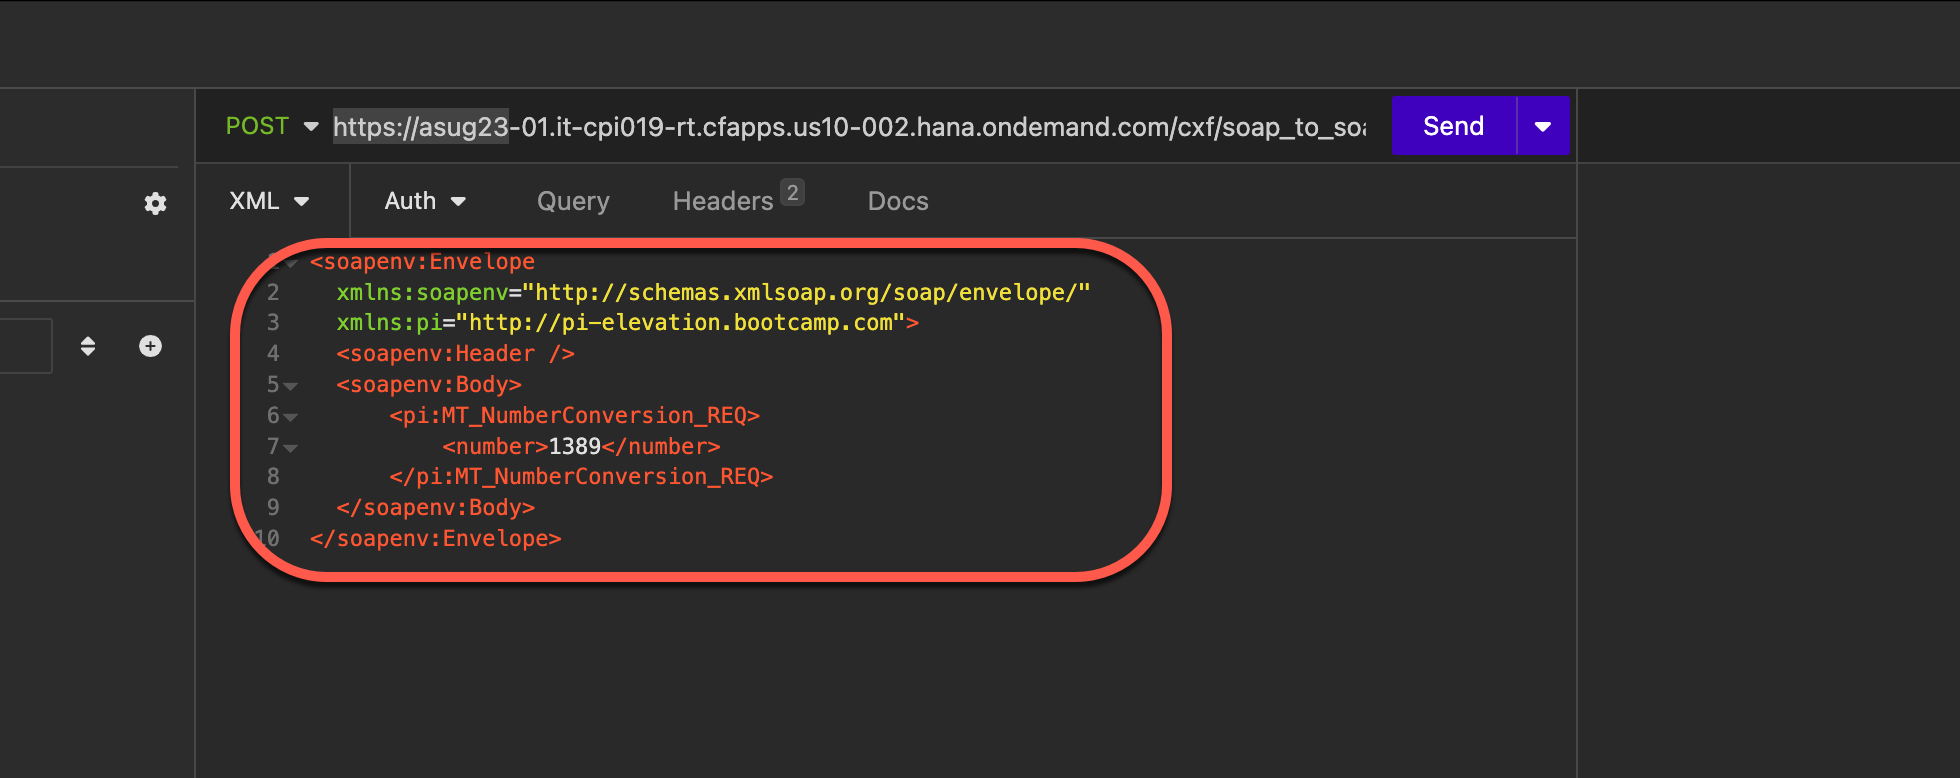 POST https://asug23-01.it-cpi019-rt.cfapps.us10-002.hana.ondemand.com/cxf/soap_to_so Send
XML Auth Query Headers 2 Docs
1 <soapenv:Envelope
2 xmlns:soapenv="http://schemas.xmlsoap.org/soap/envelope/"
3 xmlns:pi="http://pi-elevation.bootcamp.com">
4 <soapenv:Header />
5 <soapenv:Body>
6 <pi:MT_NumberConversion_REQ>
7 <number>1389</number>
8 </pi:MT_NumberConversion_REQ>
9 </soapenv:Body>
10 </soapenv:Envelope>